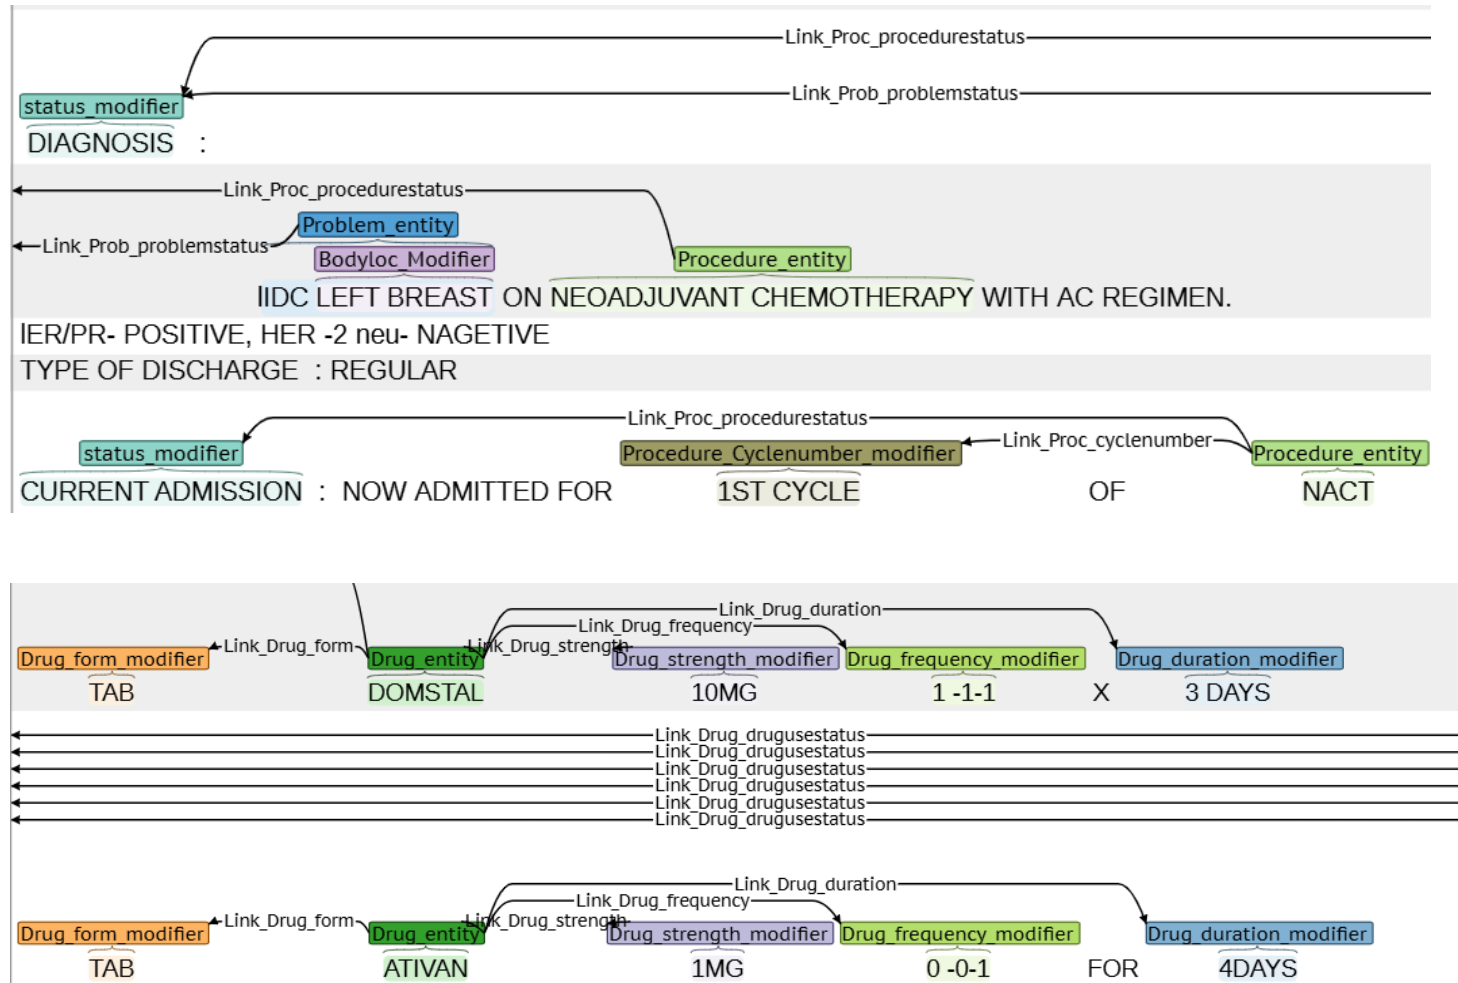 Link_Proc_procedurestatus
Link_Prob_problemstatus
status_modifier
DIAGNOSIS :
Link_Proc_procedurestatus
Problem_entity
Link_Prob_problemstatus
Bodyloc_Modifier Procedure_entity
IIDC LEFT BREAST ON NEOADJUVANT CHEMOTHERAPY WITH AC REGIMEN.
IER/PR- POSITIVE, HER -2 neu- NAGETIVE
TYPE OF DISCHARGE : REGULAR
Link_Proc_procedurestatus
Link_Proc_cyclenumber
status_modifier Procedure_Cyclenumber_modifier Procedure_entity
CURRENT ADMISSION : NOW ADMITTED FOR 1ST CYCLE OF NACT
Link_Drug_duration
Link_Drug_frequency
Link_Drug_form Link_Drug_strength
Drug_form_modifier Drug_entity Drug_strength_modifier Drug_frequency_modifier Drug_duration_modifier
TAB DOMSTAL 10MG 1 -1-1 X 3 DAYS
Link_Drug_drugusestatus
Link_Drug_drugusestatus
Link_Drug_drugusestatus
Link_Drug_drugusestatus
Link_Drug_drugusestatus
Link_Drug_drugusestatus
Link_Drug_duration
Link_Drug_frequency
Link_Drug_form Link_Drug_strength
Drug_form_modifier Drug_entity Drug_strength_modifier Drug_frequency_modifier Drug_duration_modifier
TAB ATIVAN 1MG 0 -0-1 FOR 4DAYS